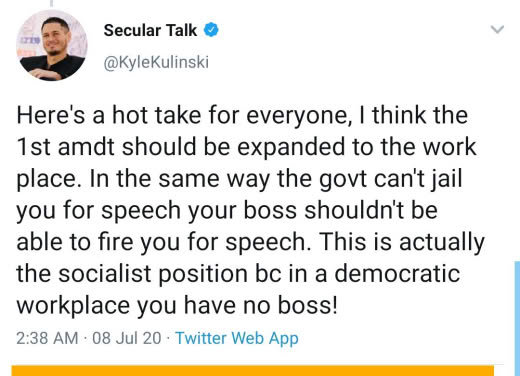 Secular Talk
@KyleKulinski
Here's a hot take for everyone, I think the
1st amdt should be expanded to the work
place. In the same way the govt can't jail
you for speech your boss shouldn't be
able to fire you for speech. This is actually
the socialist position bc in a democratic
workplace you have no boss!
2:38 AM · 08 Jul 20 · Twitter Web App